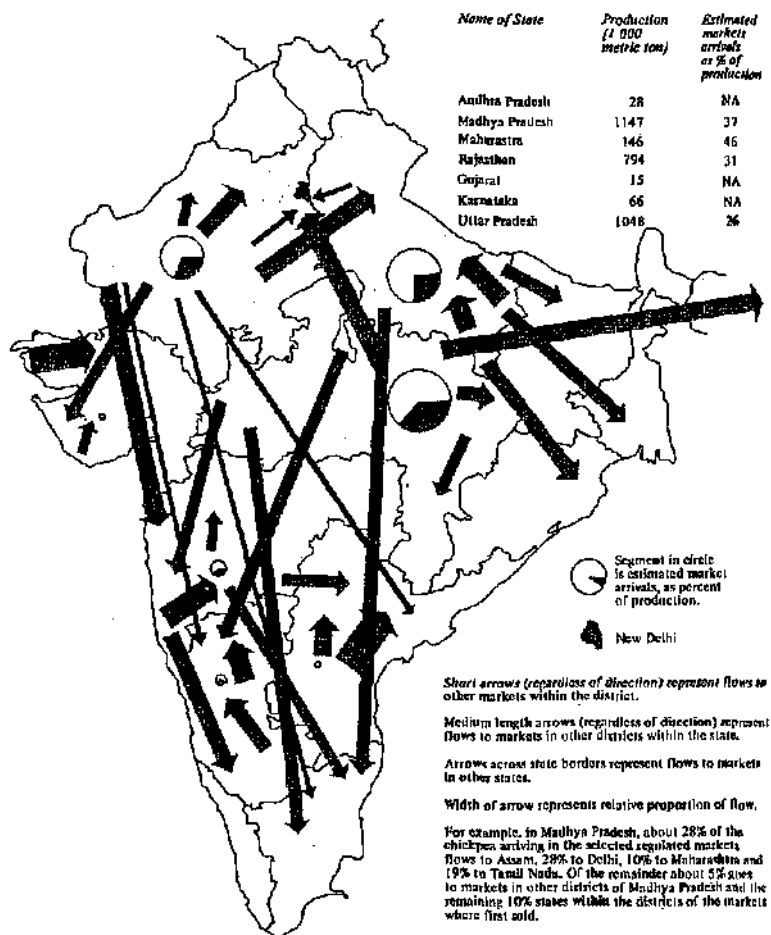 Name of State Production (1 000 metric ton) Estimated markets arrivals as % of production
Andhra Pradesh 28 NA
Madhya Pradesh 1147 37
Maharastra 146 46
Rajasthan 794 31
Gujarat 15 NA
Karnataka 66 NA
Uttar Pradesh 1048 26
Segment in circle
is estimated market
arrivals, as percent
of production.
New Delhi
Short arrows (regardless of direction) represent flows to
other markets within the district.
Medium length arrows (regardless of direction) represent
flows to markets in other districts within the state.
Arrows across state borders represent flows to markets
in other states.
Width of arrow represents relative proportion of flow.
For example, in Madhya Pradesh, about 28% of the
chickpea arriving in the selected regulated markets
flows to Assam, 28% to Delhi, 10% to Maharashtra and
19% to Tamil Nadu. Of the remainder about 5% goes
to markets in other districts of Madhya Pradesh and the
remaining 10% states within the districts of the markets
where first sold.